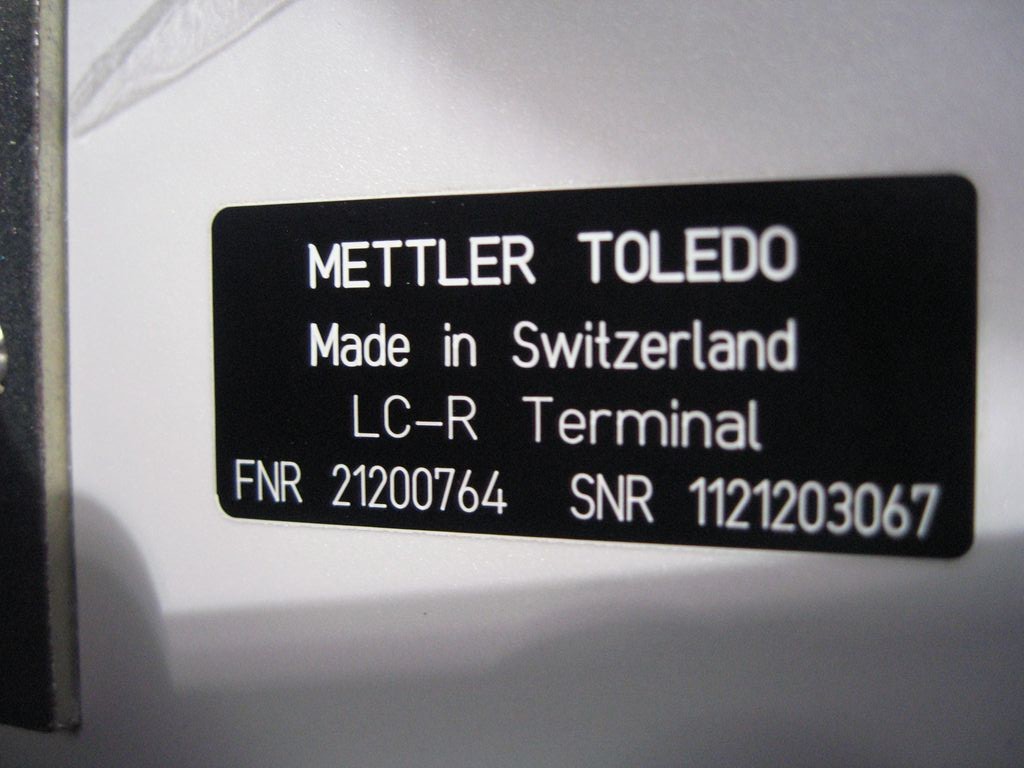 METTLER TOLEDO
Made in Switzerland
LC-R Terminal
FNR 21200764 SNR 1121203067